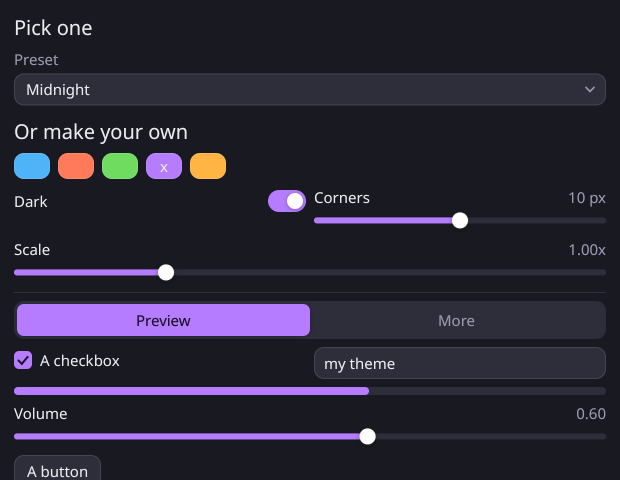 Pick one
Preset
Midnight
Or make your own
x
Dark
Corners 10 px
Scale 1.00x
Preview More
A checkbox my theme
Volume 0.60
A button